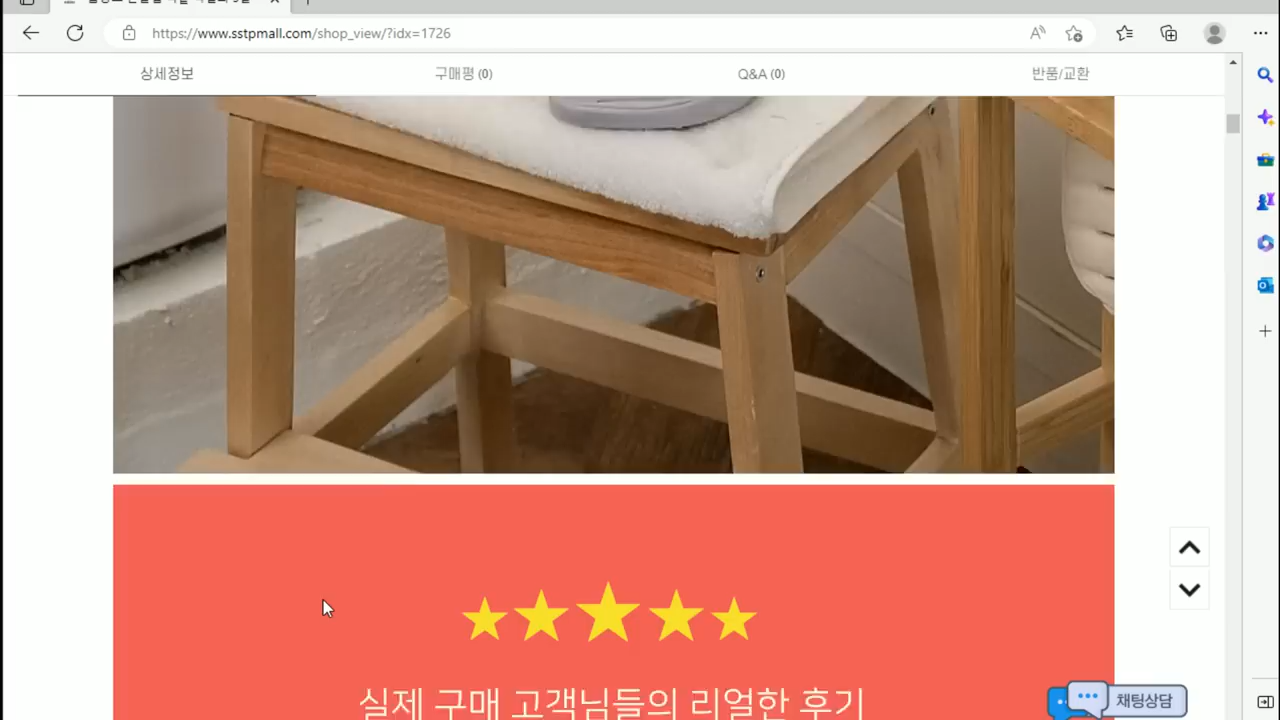 https://www.sstpmall.com/shop_view/?idx=1726
상세정보
구매평 (0)
Q&A (0)
반품/교환
실제 구매 고객님들의 리얼한 후기
채팅상담